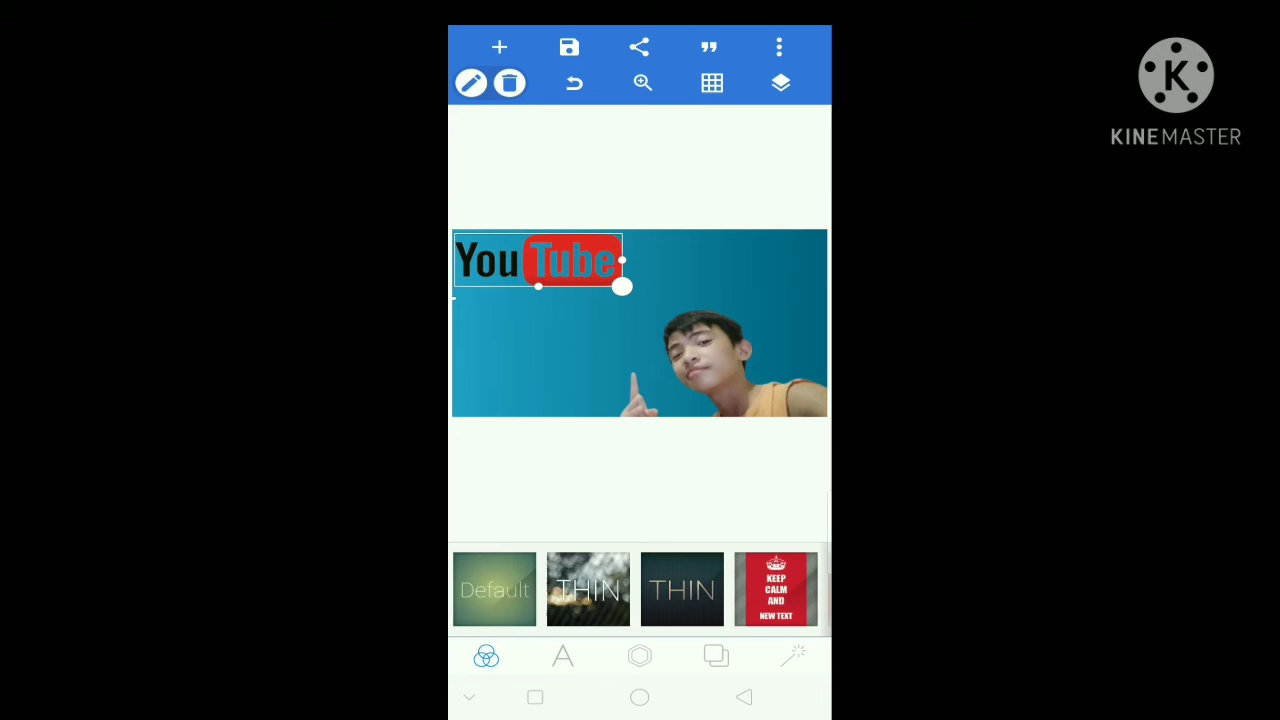 KINEMASTER
YouTube
Default
THIN
THIN
KEEP
CALM
AND
NEW TEXT